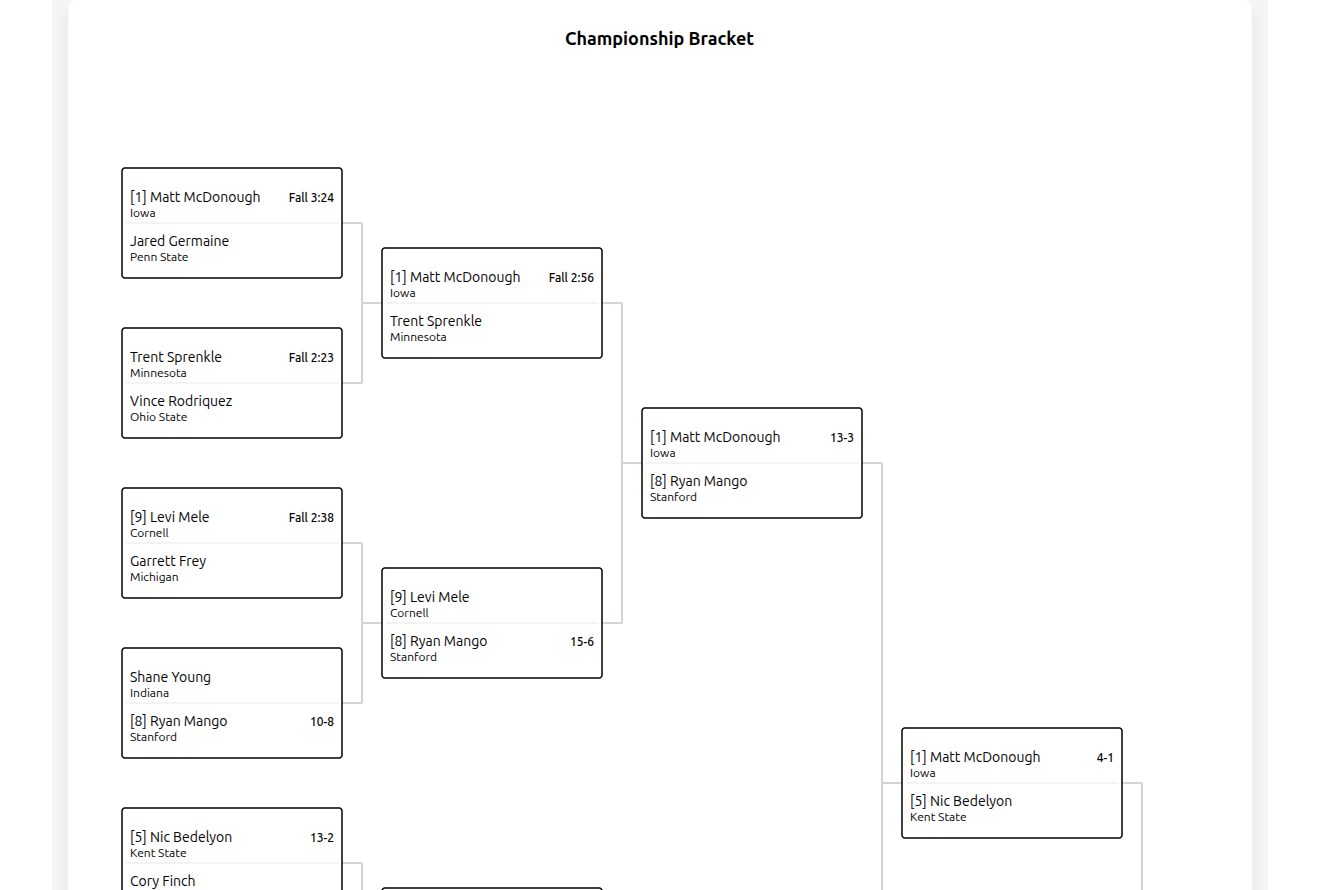 Championship Bracket
[1] Matt McDonough Fall 3:24
Iowa
Jared Germaine
Penn State
Trent Sprenkle Fall 2:23
Minnesota
Vince Rodriquez
Ohio State
[9] Levi Mele Fall 2:38
Cornell
Garrett Frey
Michigan
Shane Young
Indiana
[8] Ryan Mango 10-8
Stanford
[5] Nic Bedelyon 13-2
Kent State
Cory Finch
[1] Matt McDonough Fall 2:56
Iowa
Trent Sprenkle
Minnesota
[9] Levi Mele
Cornell
[8] Ryan Mango 15-6
Stanford
[1] Matt McDonough 13-3
Iowa
[8] Ryan Mango
Stanford
[1] Matt McDonough 4-1
Iowa
[5] Nic Bedelyon
Kent State